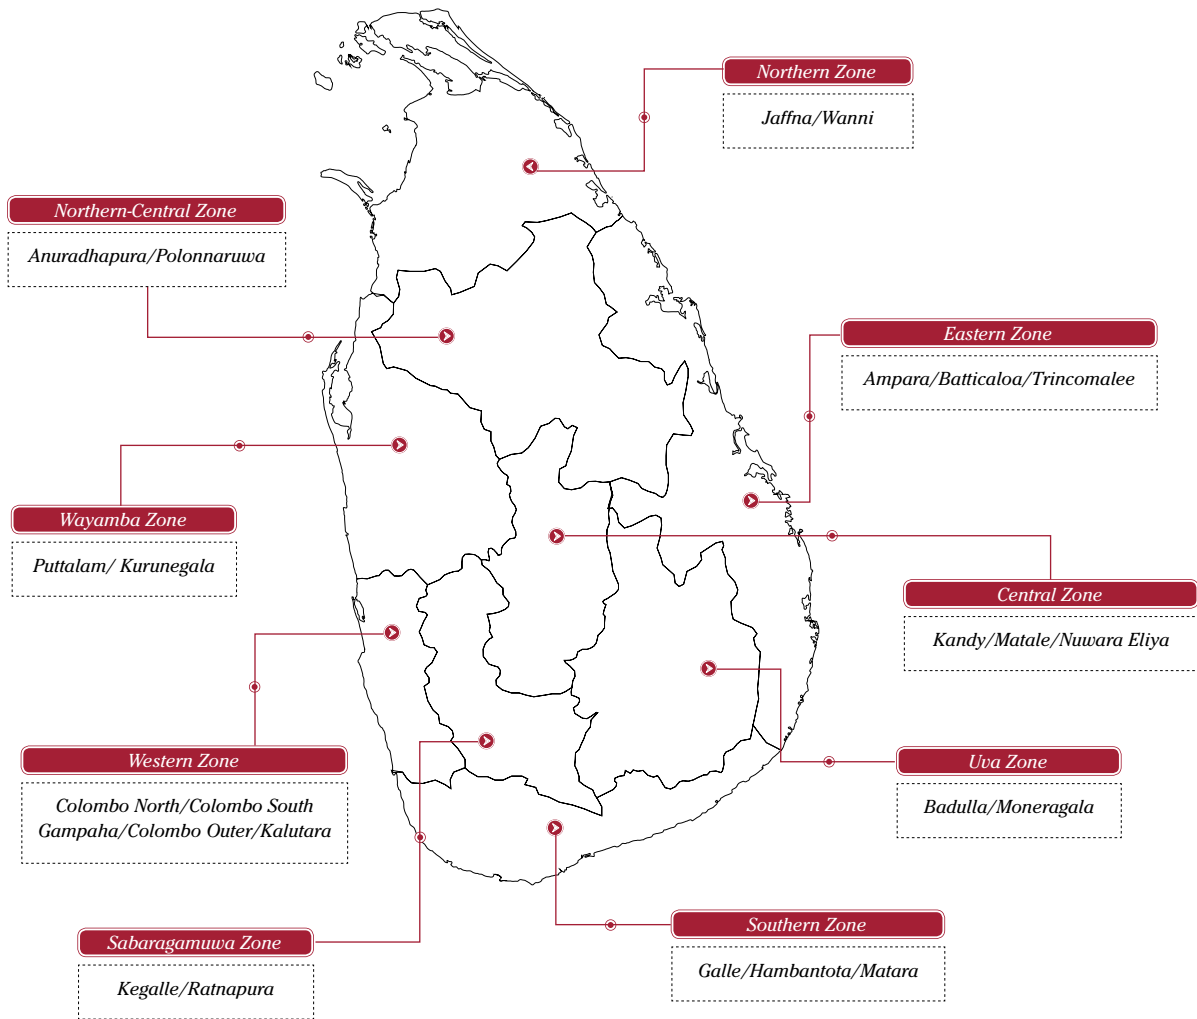 Northern Zone
Jaffna/Wanni
Northern-Central Zone
Anuradhapura/Polonnaruwa
Eastern Zone
Ampara/Batticaloa/Trincomalee
Wayamba Zone
Puttalam/ Kurunegala
Central Zone
Kandy/Matale/Nuwara Eliya
Western Zone
Colombo North/Colombo South
Gampaha/Colombo Outer/Kalutara
Uva Zone
Badulla/Moneragala
Sabaragamuwa Zone
Kegalle/Ratnapura
Southern Zone
Galle/Hambantota/Matara